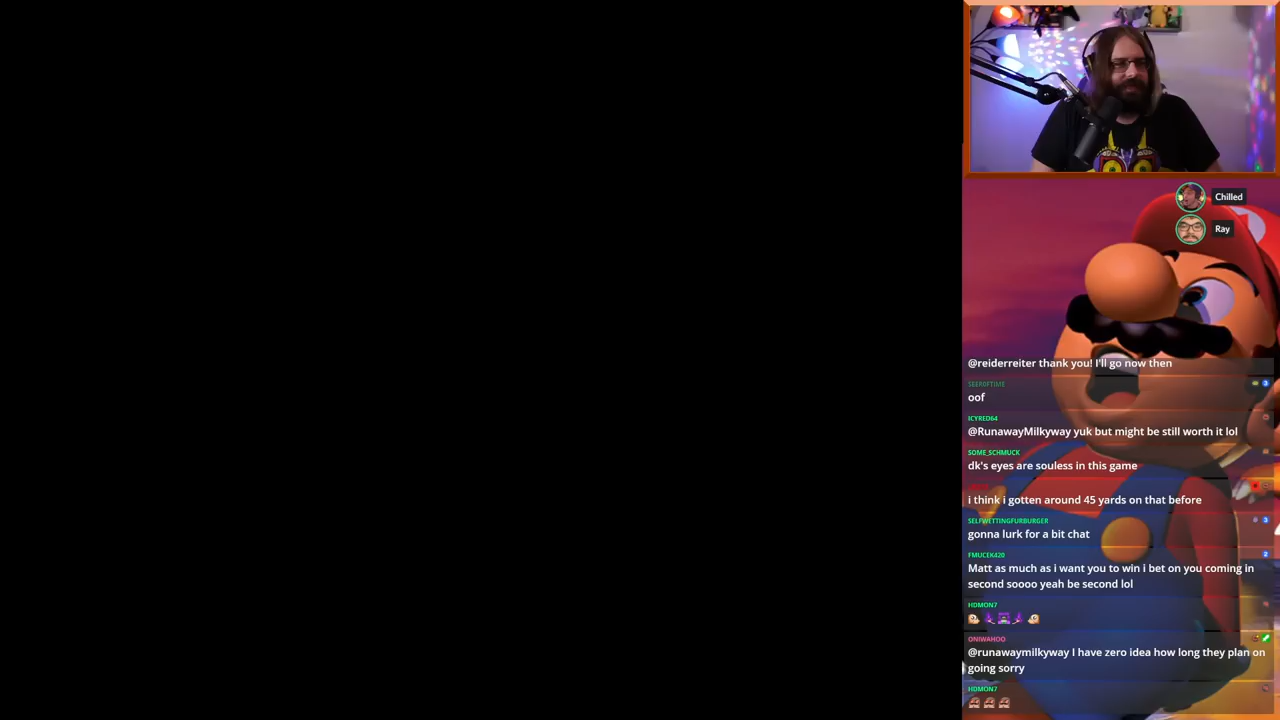 Chilled
Ray
@reiderreiter thank you! I'll go now then
SEEROFTIME
oof
ICYRED64
@RunawayMilkyway yuk but might be still worth it lol
SOME_SCHMUCK
dk's eyes are souless in this game
i think i gotten around 45 yards on that before
SELFWETTINGFURBURGER
gonna lurk for a bit chat
FMUCEK420
Matt as much as i want you to win i bet on you coming in
second soooo yeah be second lol
HDMON7
ONIWAHOO
@runawaymilkyway I have zero idea how long they plan on
going sorry
HDMON7